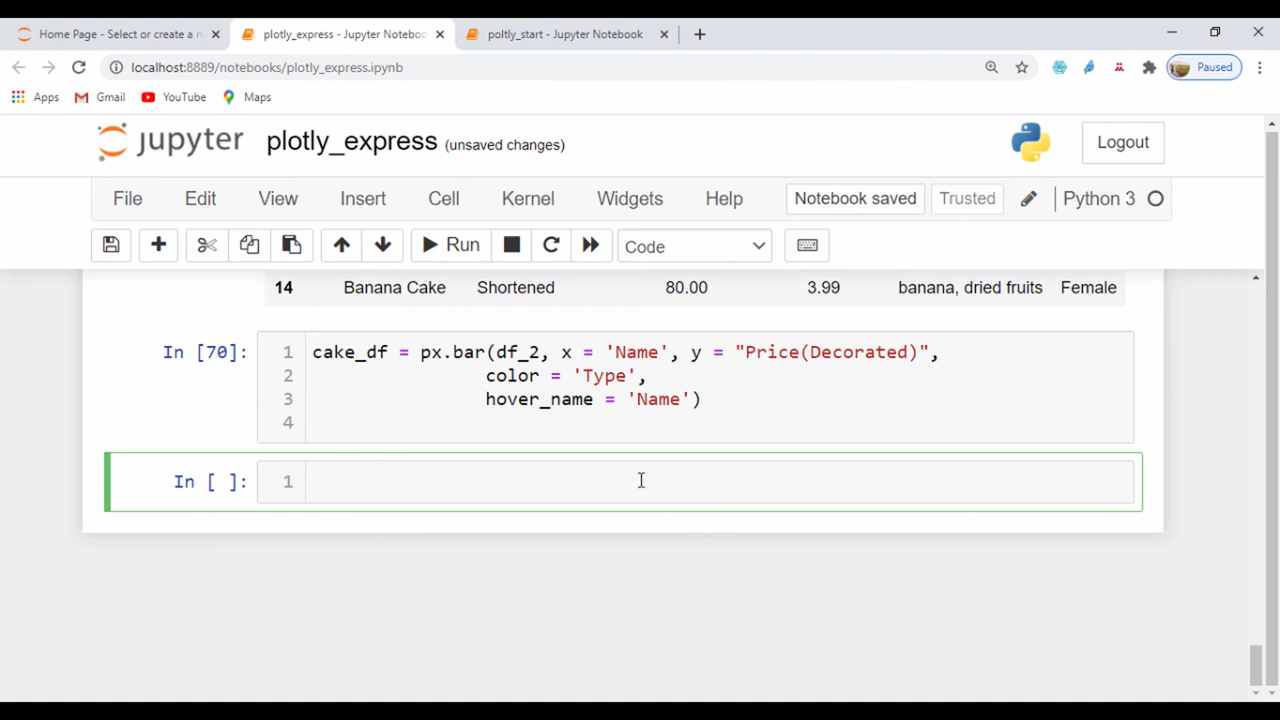 Home Page - Select or create a n
plotly_express - Jupyter Noteboo
poltly_start - Jupyter Notebook
localhost:8889/notebooks/plotly_express.ipynb
Paused
Apps
Gmail
YouTube
Maps
jupyter
plotly_express (unsaved changes)
Logout
File Edit View Insert Cell Kernel Widgets Help
Notebook saved
Trusted
Python 3
Run
Code
14 Banana Cake Shortened 80.00 3.99 banana, dried fruits Female
In [70]:
1 cake_df = px.bar(df_2, x = 'Name', y = "Price(Decorated)",
2 color = 'Type',
3 hover_name = 'Name')
4
In [ ]:
1